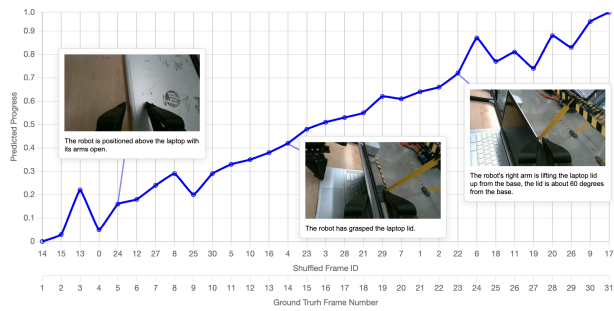 1.0
0.9
0.8
0.7
0.6
0.5
0.4
0.3
0.2
0.1
0
Predicted Progress
The robot is positioned above the laptop with
its arms open.
The robot has grasped the laptop lid.
The robot's right arm is lifting the laptop lid
up from the base, the lid is about 60 degrees
from the base.
14 15 13 0 24 12 27 8 25 30 5 10 16 4 23 3 28 21 29 7 1 2 22 6 18 11 19 20 26 9 17
Shuffled Frame ID
1 2 3 4 5 6 7 8 9 10 11 12 13 14 15 16 17 18 19 20 21 22 23 24 25 26 27 28 29 30 31
Ground Trurh Frame Number